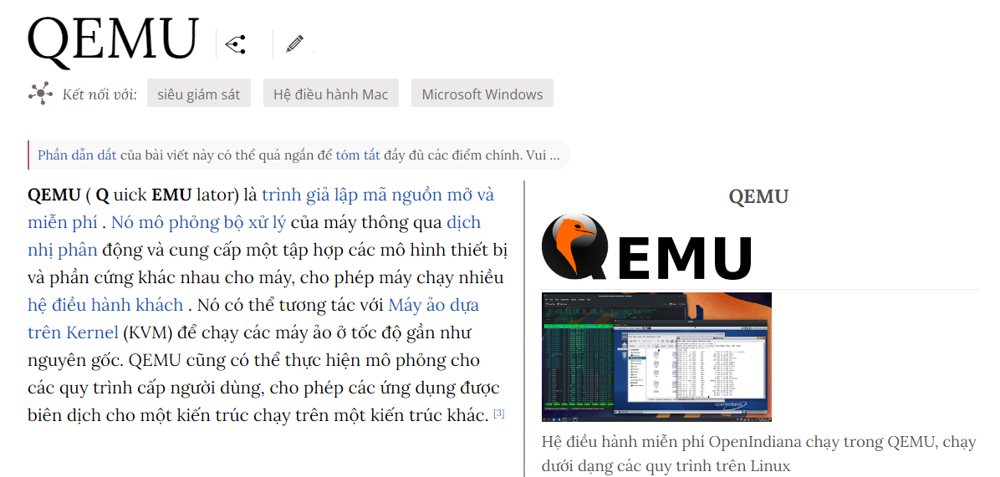 QEMU
Kết nối với: siêu giám sát Hệ điều hành Mac Microsoft Windows
Phần dẫn dắt của bài viết này có thể quá ngắn để tóm tắt đầy đủ các điểm chính. Vui ...
QEMU ( Q uick EMU lator) là trình giả lập mã nguồn mở và
miễn phí . Nó mô phỏng bộ xử lý của máy thông qua dịch
nhị phân động và cung cấp một tập hợp các mô hình thiết bị
và phần cứng khác nhau cho máy, cho phép máy chạy nhiều
hệ điều hành khách . Nó có thể tương tác với Máy ảo dựa
trên Kernel (KVM) để chạy các máy ảo ở tốc độ gần như
nguyên gốc. QEMU cũng có thể thực hiện mô phỏng cho
các quy trình cấp người dùng, cho phép các ứng dụng được
biên dịch cho một kiến trúc chạy trên một kiến trúc khác. [3]
QEMU
QEMU
openindiana
Hệ điều hành miễn phí OpenIndiana chạy trong QEMU, chạy
dưới dạng các quy trình trên Linux